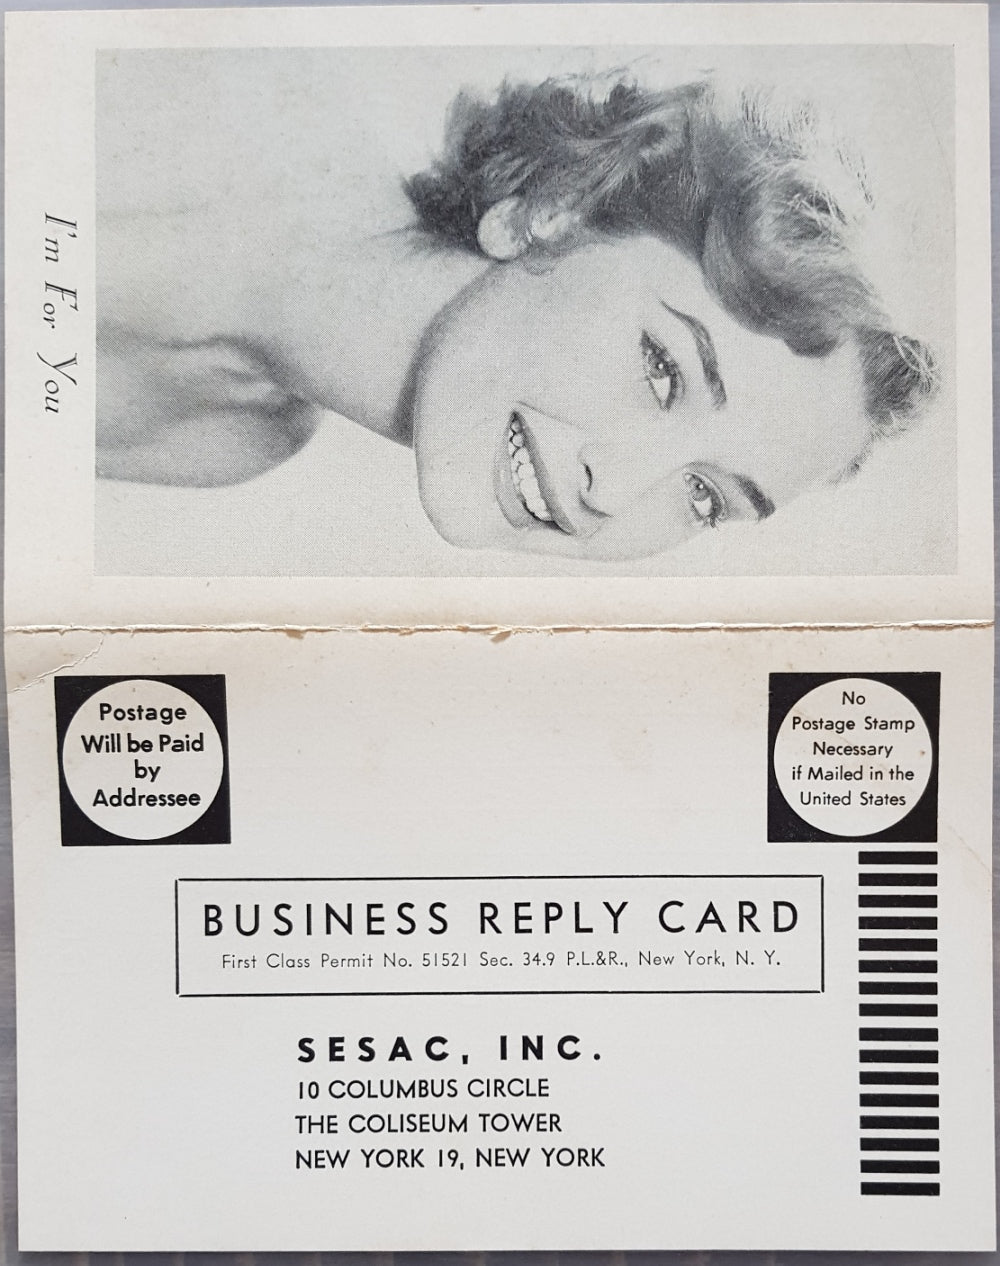 I'm For You
Postage
Will be Paid
by
Addressee
No
Postage Stamp
Necessary
if Mailed in the
United States
BUSINESS REPLY CARD
First Class Permit No. 51521 Sec. 34.9 P.L.&R., New York, N. Y.
SESAC, INC.
10 COLUMBUS CIRCLE
THE COLISEUM TOWER
NEW YORK 19, NEW YORK